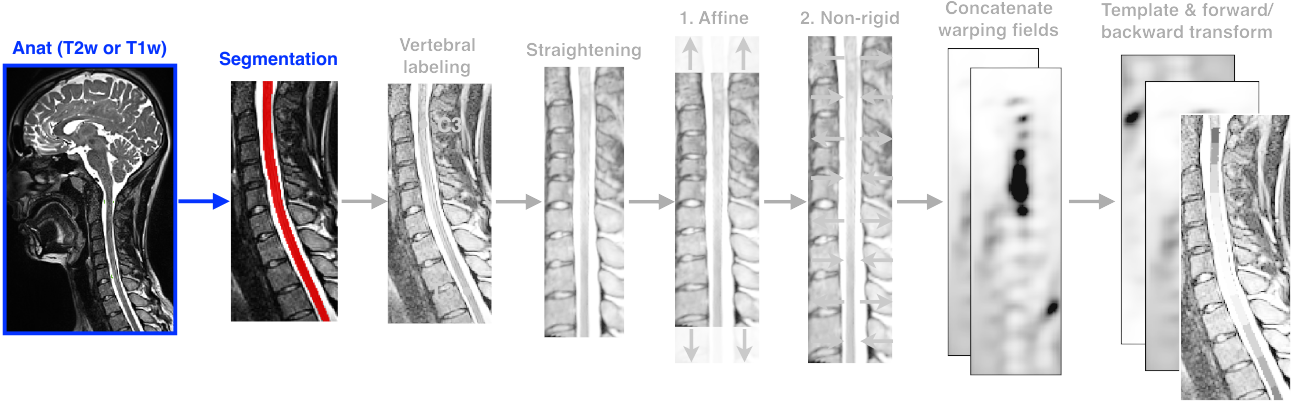 Anat (T2w or T1w)
Segmentation
Vertebral
labeling
Straightening
1. Affine
2. Non-rigid
Concatenate
warping fields
Template & forward/
backward transform
C3